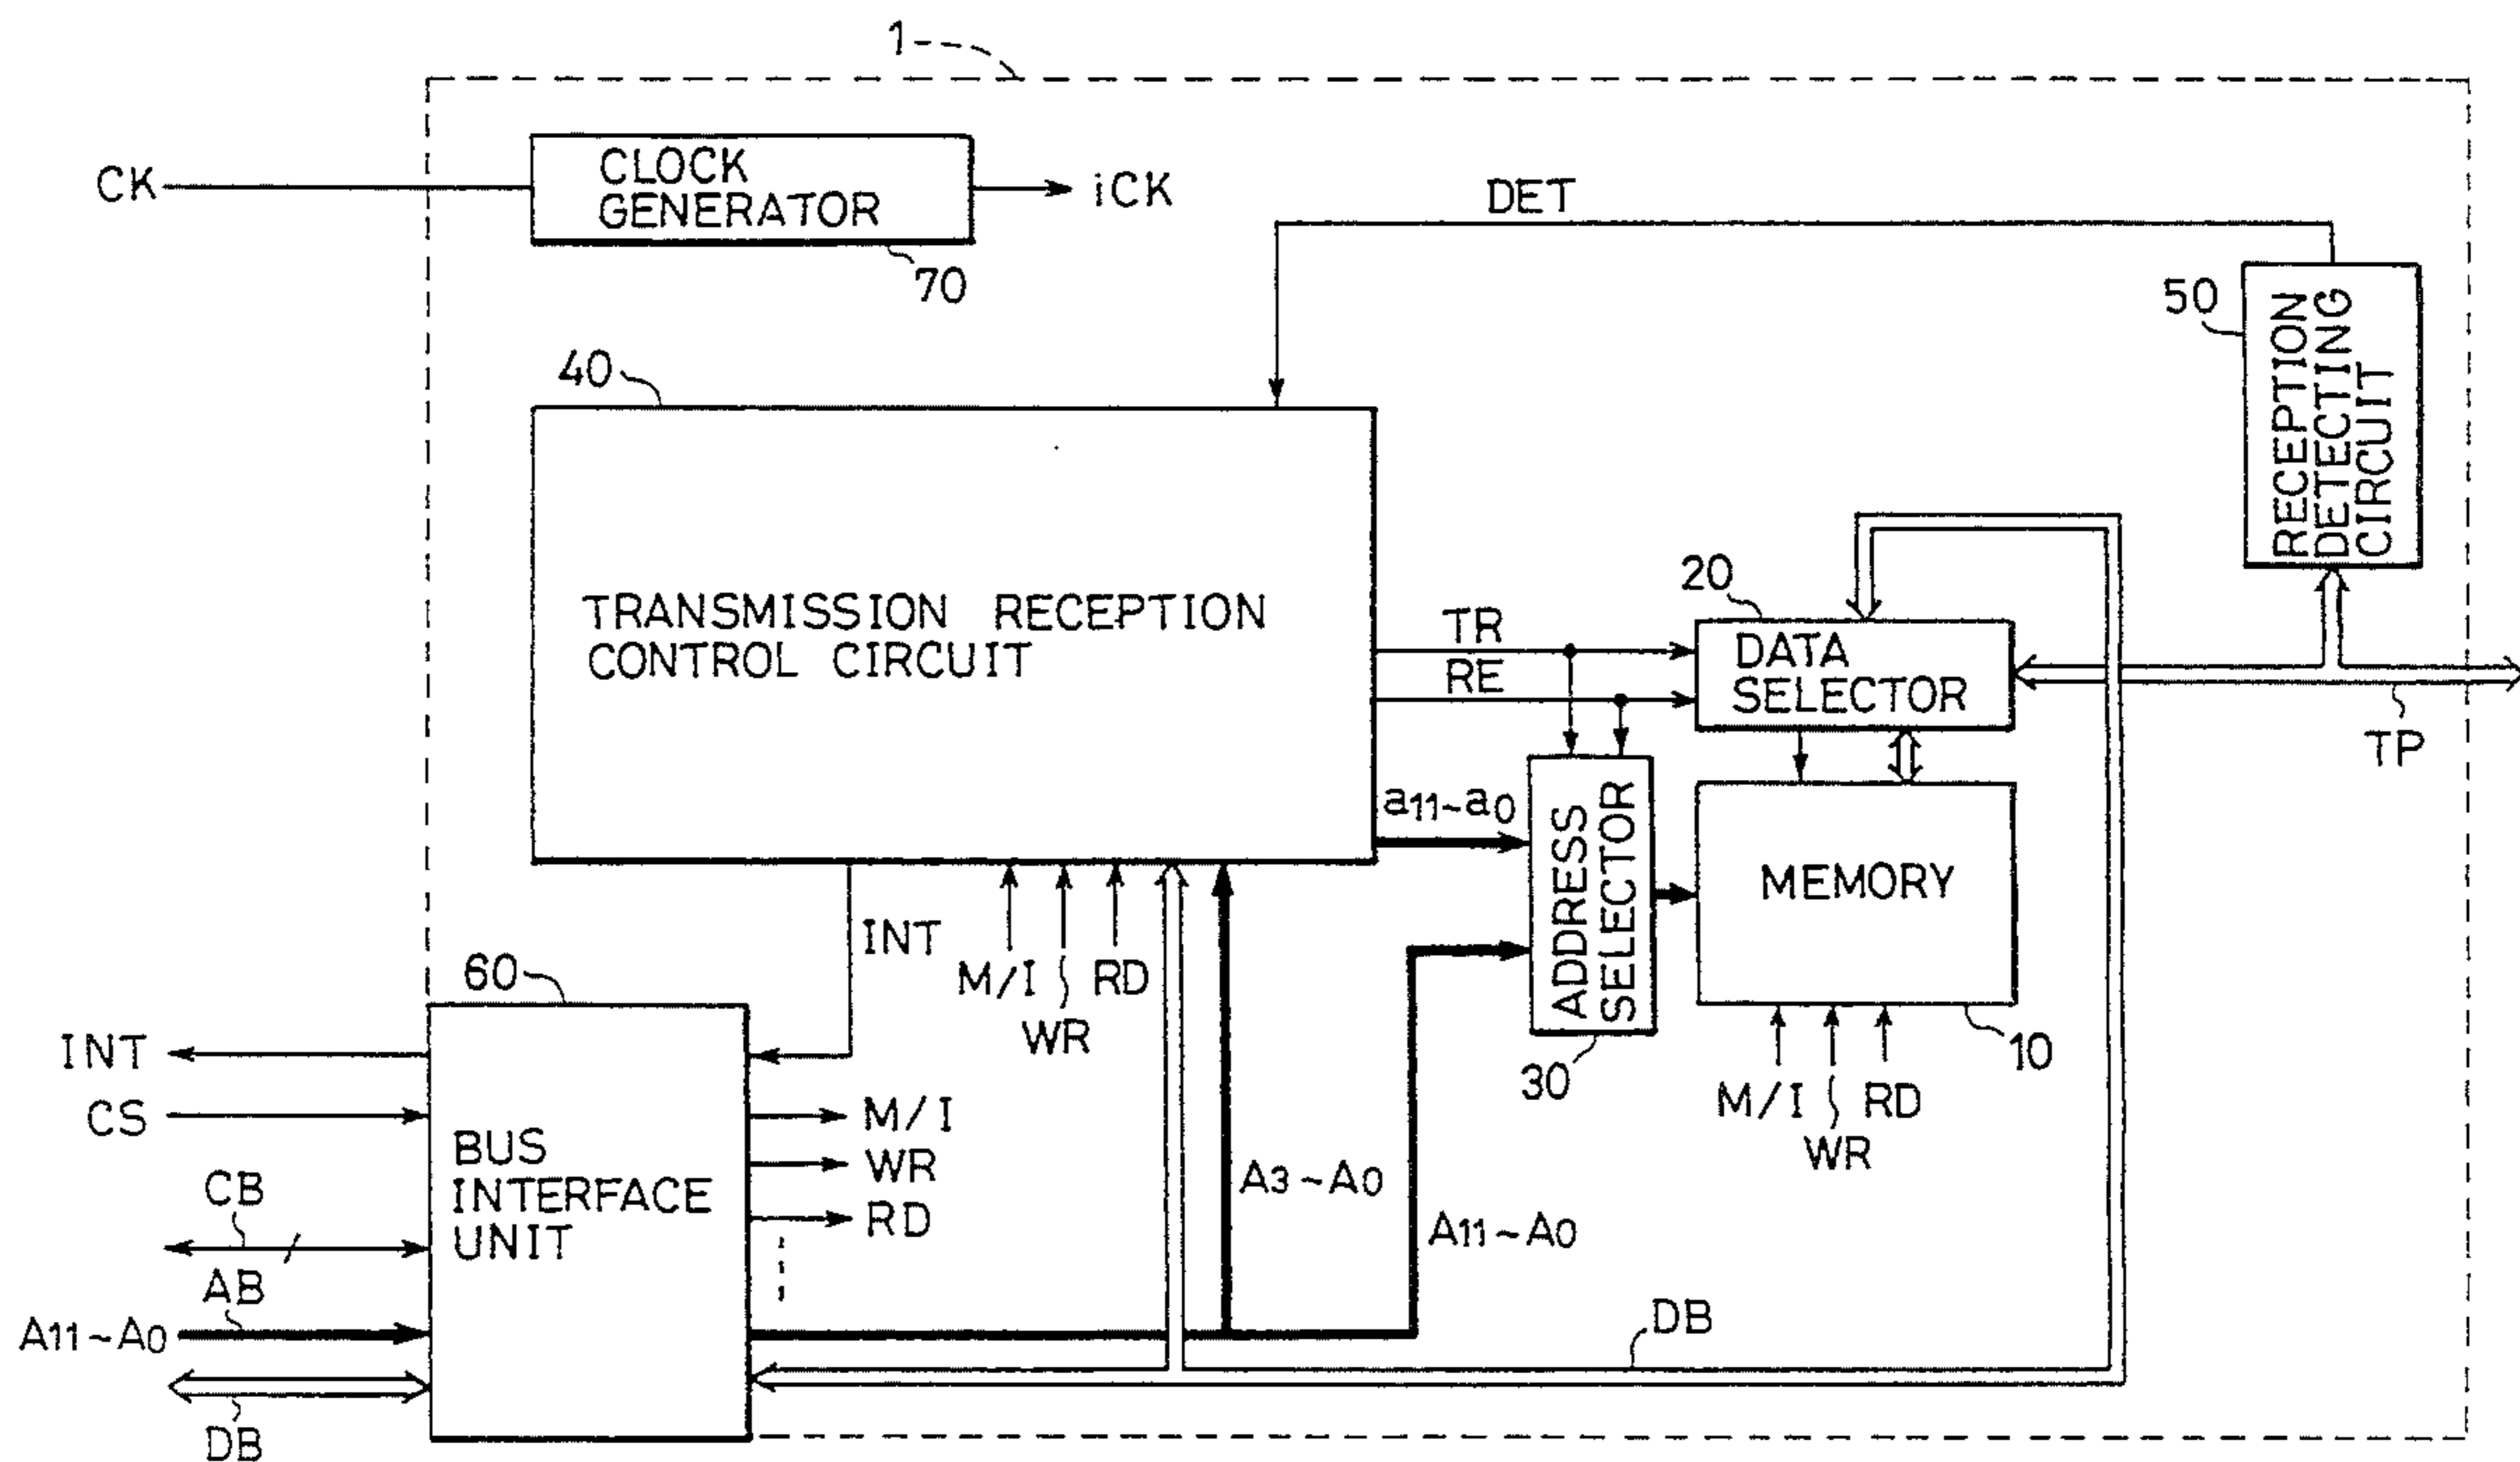 1
CK
CLOCK
GENERATOR
iCK
70
DET
50
RECEPTION
DETECTING
CIRCUIT
40
TRANSMISSION RECEPTION
CONTROL CIRCUIT
TR
RE
20
DATA
SELECTOR
TP
a11~a0
ADDRESS
SELECTOR
30
MEMORY
10
M/I
WR
RD
INT
M/I
WR
RD
60
INT
CS
CB
AB
A11~A0
DB
BUS
INTERFACE
UNIT
M/I
WR
RD
A3~A0
A11~A0
DB